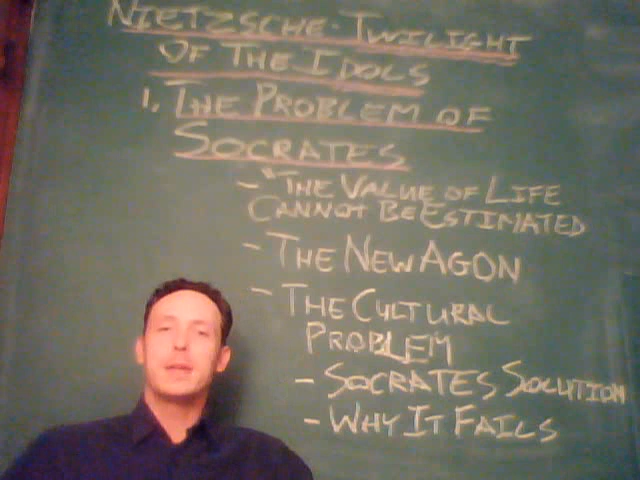 NIETZSCHE- TWILIGHT
OF THE IDOLS
1. THE PROBLEM OF
SOCRATES
- "THE VALUE OF LIFE
CANNOT BE ESTIMATED
- THE NEW AGON
- THE CULTURAL
PROBLEM
- SOCRATES SOLUTION
- WHY IT FAILS